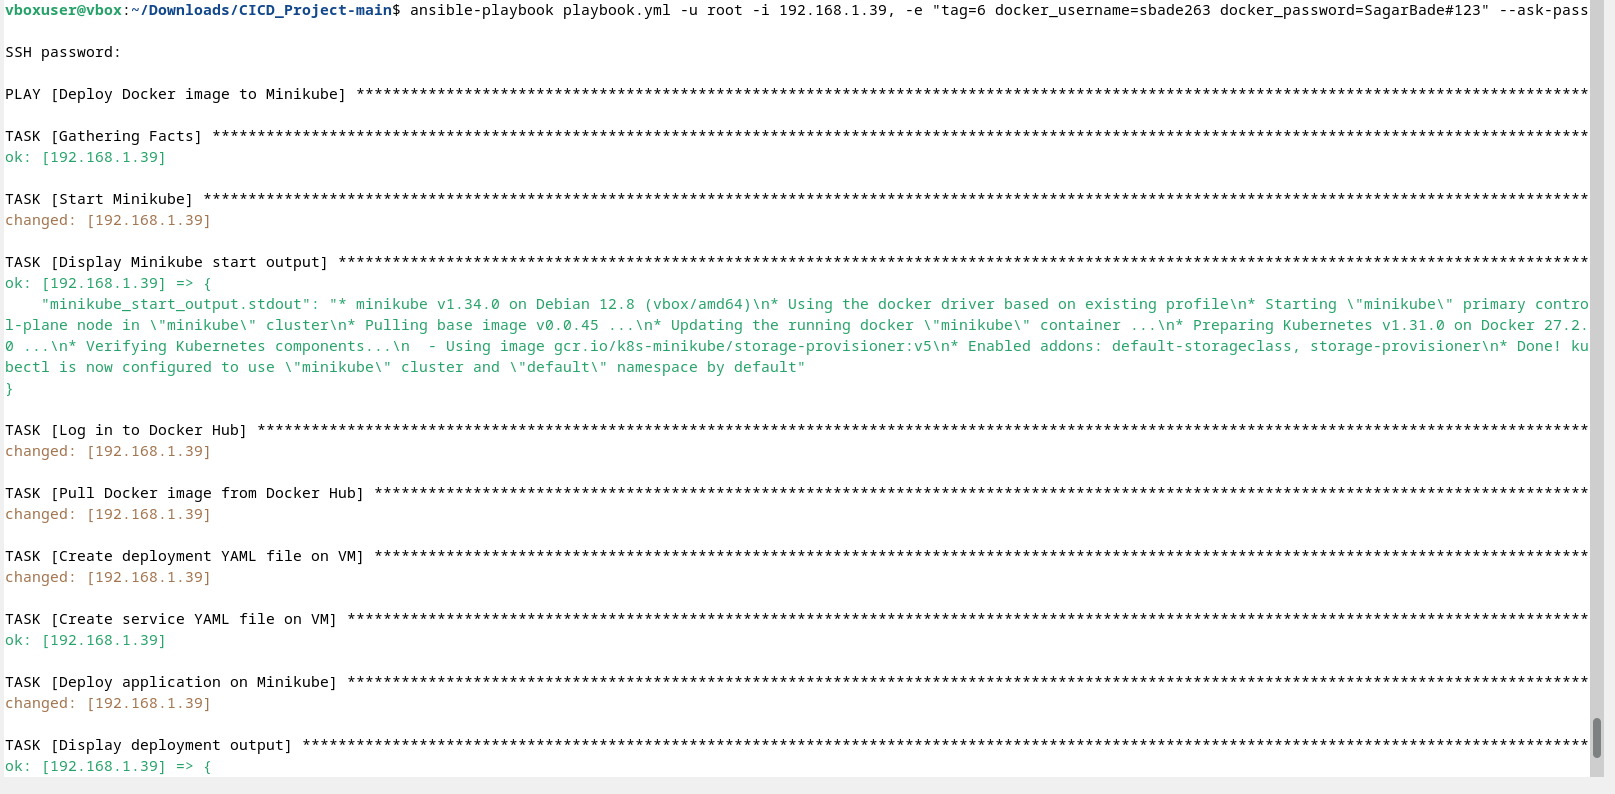 vboxuser@vbox:~/Downloads/CICD_Project-main$ ansible-playbook playbook.yml -u root -i 192.168.1.39, -e "tag=6 docker_username=sbade263 docker_password=SagarBade#123" --ask-pass
SSH password:
PLAY [Deploy Docker image to Minikube] *****************************************************************************************************************************************
TASK [Gathering Facts] *********************************************************************************************************************************************************
ok: [192.168.1.39]
TASK [Start Minikube] **********************************************************************************************************************************************************
changed: [192.168.1.39]
TASK [Display Minikube start output] *******************************************************************************************************************************************
ok: [192.168.1.39] => {
    "minikube_start_output.stdout": "* minikube v1.34.0 on Debian 12.8 (vbox/amd64)\n* Using the docker driver based on existing profile\n* Starting \"minikube\" primary contro
l-plane node in \"minikube\" cluster\n* Pulling base image v0.0.45 ...\n* Updating the running docker \"minikube\" container ...\n* Preparing Kubernetes v1.31.0 on Docker 27.2.
0 ...\n* Verifying Kubernetes components...\n  - Using image gcr.io/k8s-minikube/storage-provisioner:v5\n* Enabled addons: default-storageclass, storage-provisioner\n* Done! ku
bectl is now configured to use \"minikube\" cluster and \"default\" namespace by default"
}
TASK [Log in to Docker Hub] ****************************************************************************************************************************************************
changed: [192.168.1.39]
TASK [Pull Docker image from Docker Hub] ***************************************************************************************************************************************
changed: [192.168.1.39]
TASK [Create deployment YAML file on VM] ***************************************************************************************************************************************
changed: [192.168.1.39]
TASK [Create service YAML file on VM] ******************************************************************************************************************************************
ok: [192.168.1.39]
TASK [Deploy application on Minikube] ******************************************************************************************************************************************
changed: [192.168.1.39]
TASK [Display deployment output] ***********************************************************************************************************************************************
ok: [192.168.1.39] => {